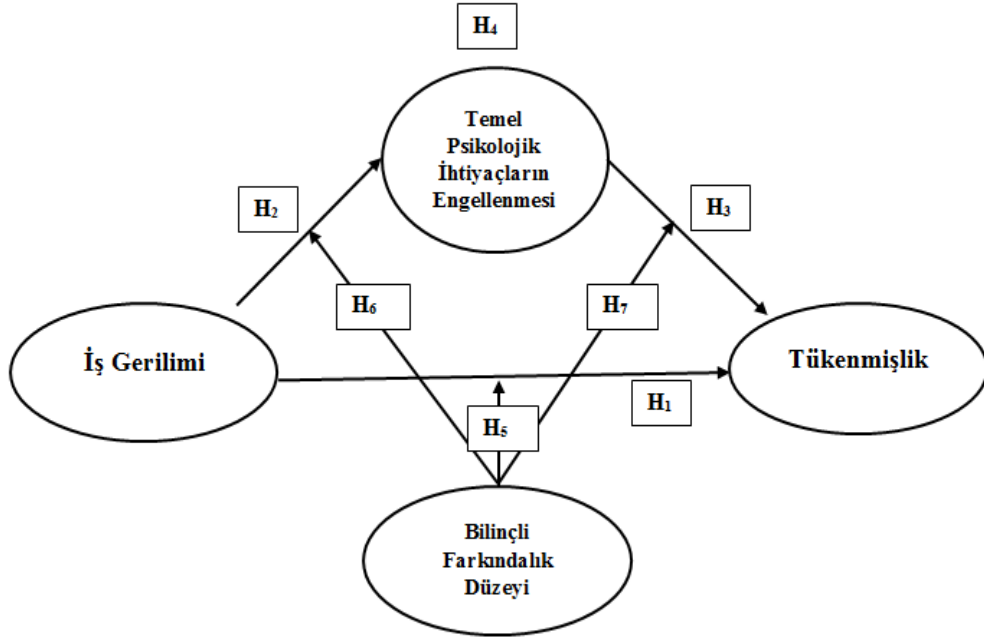 H₄
Temel
Psikolojik
İhtiyaçların
Engellenmesi
H₂
H₃
H₆
H₇
İş Gerilimi
Tükenmişlik
H₁
H₅
Bilinçli
Farkındalık
Düzeyi